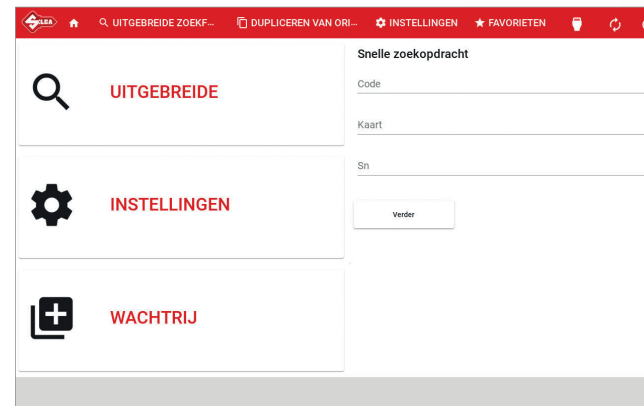 SILCA UITGEBREIDE ZOEKF... DUPLICEREN VAN ORI... INSTELLINGEN FAVORIETEN
UITGEBREIDE
INSTELLINGEN
WACHTRIJ
Snelle zoekopdracht
Code
Kaart
Sn
Verder